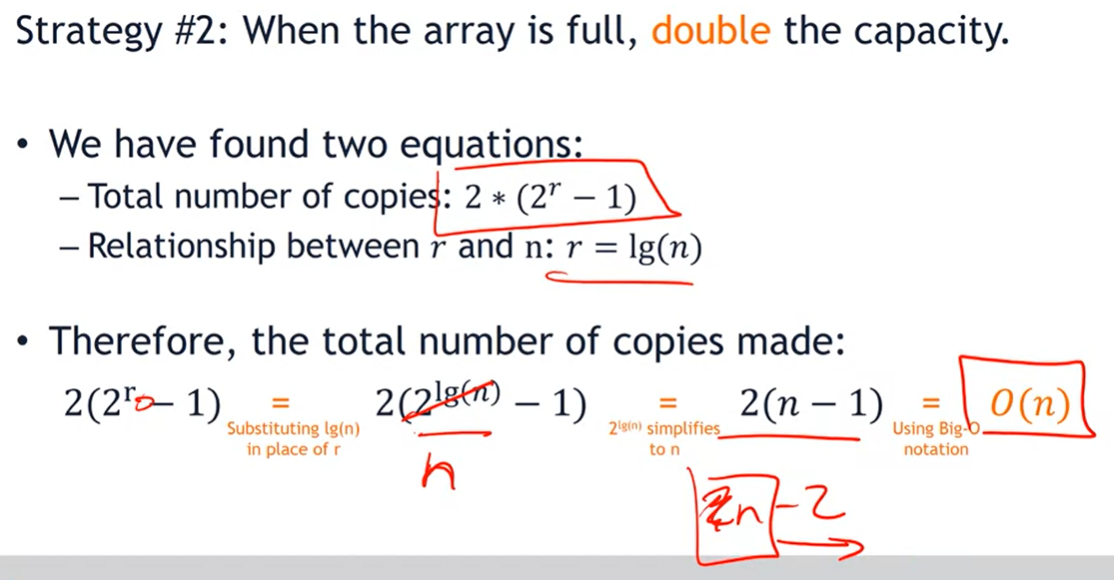 Strategy #2: When the array is full, double the capacity.
• We have found two equations:
– Total number of copies: 2 ∗ (2ʳ − 1)
– Relationship between r and n: r = lg(n)
• Therefore, the total number of copies made:
2(2ʳ − 1) = 2(2^lg(n) − 1) = 2(n − 1) = O(n)
Substituting lg(n) 2^lg(n) simplifies Using Big-O
in place of r to n notation
n
2n - 2